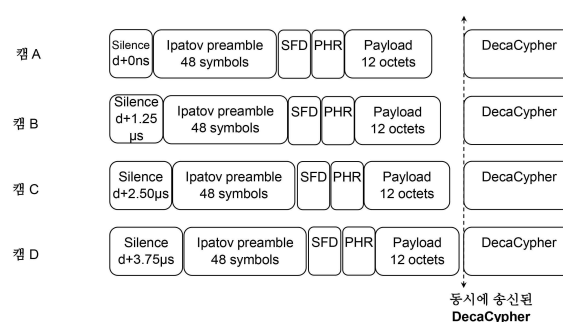 캠 A
Silence
d+0ns
Ipatov preamble
48 symbols
SFD
PHR
Payload
12 octets
DecaCypher
캠 B
Silence
d+1.25
µs
Ipatov preamble
48 symbols
SFD
PHR
Payload
12 octets
DecaCypher
캠 C
Silence
d+2.50µs
Ipatov preamble
48 symbols
SFD
PHR
Payload
12 octets
DecaCypher
캠 D
Silence
d+3.75µs
Ipatov preamble
48 symbols
SFD
PHR
Payload
12 octets
DecaCypher
동시에 송신된
DecaCypher